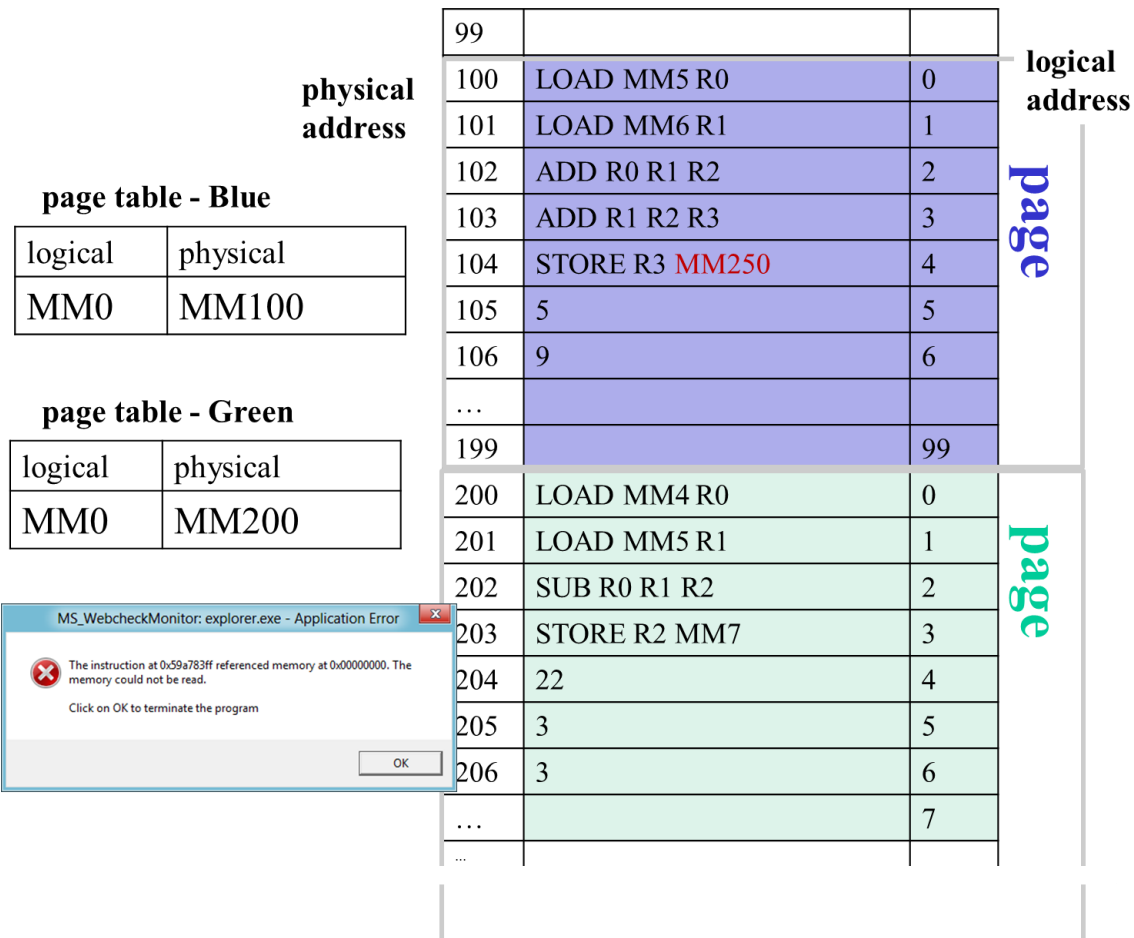 99
physical address
logical address
100 LOAD MM5 R0 0
101 LOAD MM6 R1 1
102 ADD R0 R1 R2 2
103 ADD R1 R2 R3 3
104 STORE R3 MM250 4
105 5 5
106 9 6
…
199 99
page
page table - Blue
logical physical
MM0 MM100
page table - Green
logical physical
MM0 MM200
200 LOAD MM4 R0 0
201 LOAD MM5 R1 1
202 SUB R0 R1 R2 2
203 STORE R2 MM7 3
204 22 4
205 3 5
206 3 6
… 7
...
page
MS_WebcheckMonitor: explorer.exe - Application Error
The instruction at 0x59a783ff referenced memory at 0x00000000. The
memory could not be read.
Click on OK to terminate the program
OK